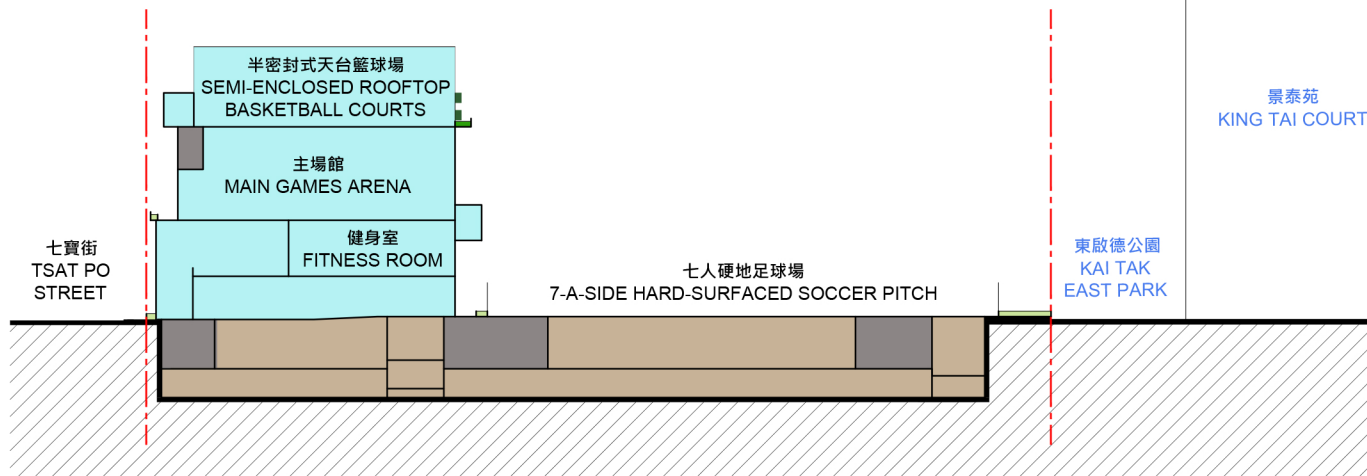 半密封式天台籃球場
SEMI-ENCLOSED ROOFTOP
BASKETBALL COURTS
景泰苑
KING TAI COURT
主場館
MAIN GAMES ARENA
七寶街
TSAT PO
STREET
健身室
FITNESS ROOM
七人硬地足球場
7-A-SIDE HARD-SURFACED SOCCER PITCH
東啟德公園
KAI TAK
EAST PARK